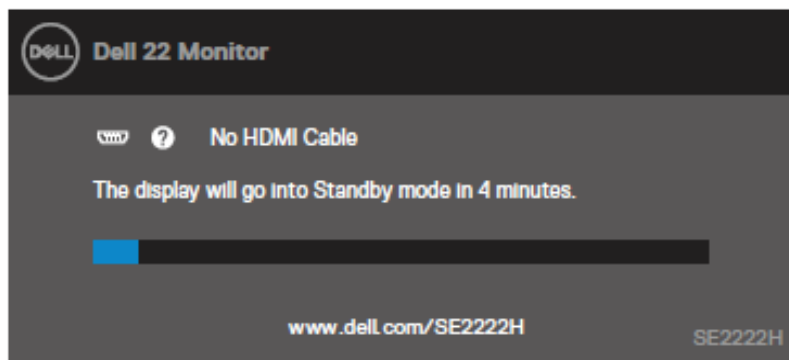 DELL Dell 22 Monitor
? No HDMI Cable
The display will go into Standby mode in 4 minutes.
www.dell.com/SE2222H
SE2222H